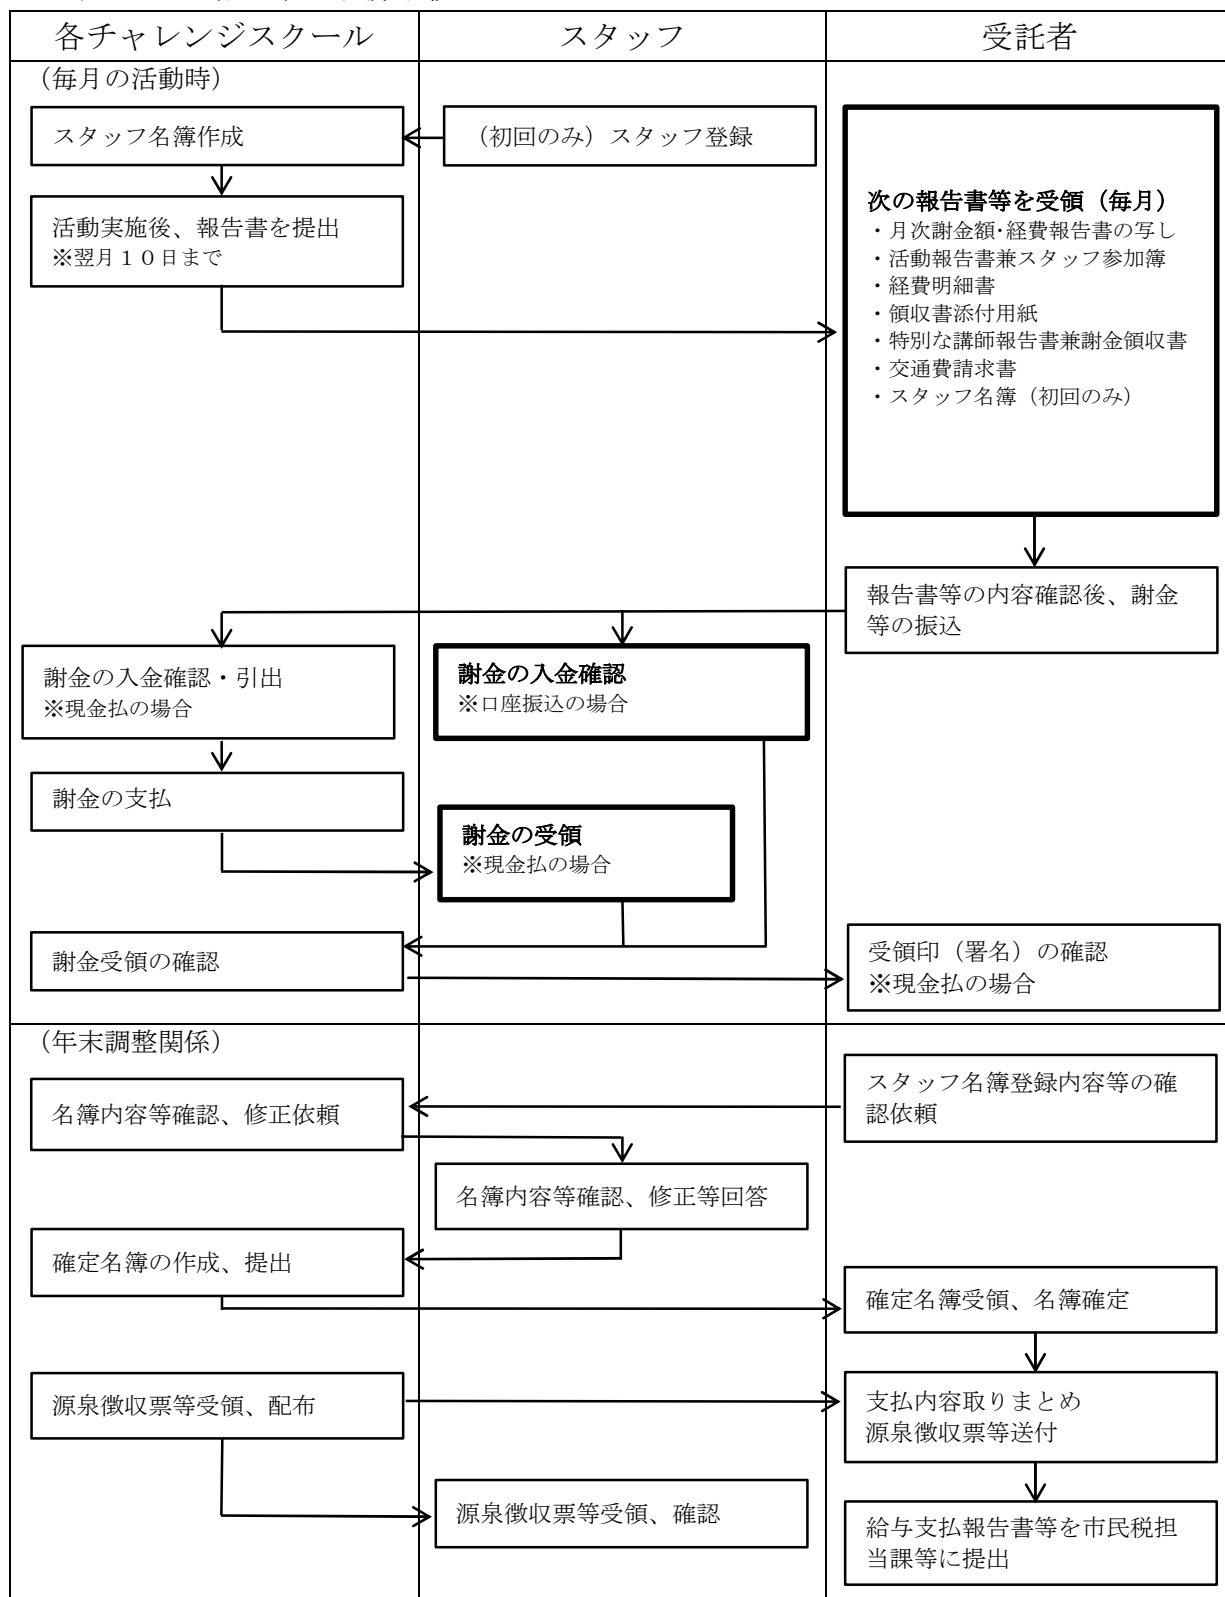 各チャレンジスクール
スタッフ
受託者
（毎月の活動時）
スタッフ名簿作成
（初回のみ）スタッフ登録
活動実施後、報告書を提出
※翌月１０日まで
次の報告書等を受領（毎月）
・月次謝金額・経費報告書の写し
・活動報告書兼スタッフ参加簿
・経費明細書
・領収書添付用紙
・特別な講師報告書兼謝金領収書
・交通費請求書
・スタッフ名簿（初回のみ）
報告書等の内容確認後、謝金
等の振込
謝金の入金確認・引出
※現金払の場合
謝金の入金確認
※口座振込の場合
謝金の支払
謝金の受領
※現金払の場合
謝金受領の確認
受領印（署名）の確認
※現金払の場合
（年末調整関係）
スタッフ名簿登録内容等の確
認依頼
名簿内容等確認、修正依頼
名簿内容等確認、修正等回答
確定名簿の作成、提出
確定名簿受領、名簿確定
源泉徴収票等受領、配布
支払内容取りまとめ
源泉徴収票等送付
源泉徴収票等受領、確認
給与支払報告書等を市民税担
当課等に提出